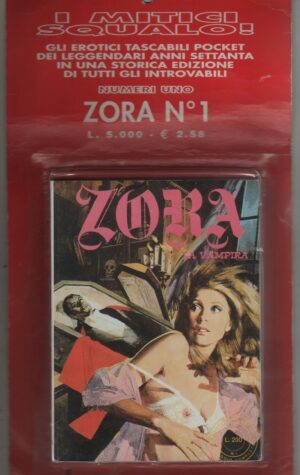 I MITICI
SQUALO!
GLI EROTICI TASCABILI POCKET
DEI LEGGENDARI ANNI SETTANTA
IN UNA STORICA EDIZIONE
DI TUTTI GLI INTROVABILI
NUMERI UNO
ZORA N°1
L. 5.000 - € 2.58
ZORA
LA VAMPIRA
L. 200